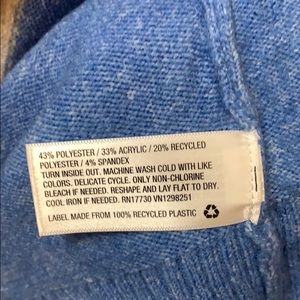 43% POLYESTER / 33% ACRYLIC / 20% RECYCLED
POLYESTER / 4% SPANDEX
TURN INSIDE OUT. MACHINE WASH COLD WITH LIKE
COLORS. DELICATE CYCLE. ONLY NON-CHLORINE
BLEACH IF NEEDED. RESHAPE AND LAY FLAT TO DRY.
COOL IRON IF NEEDED. RN17730 VN1298251
LABEL MADE FROM 100% RECYCLED PLASTIC